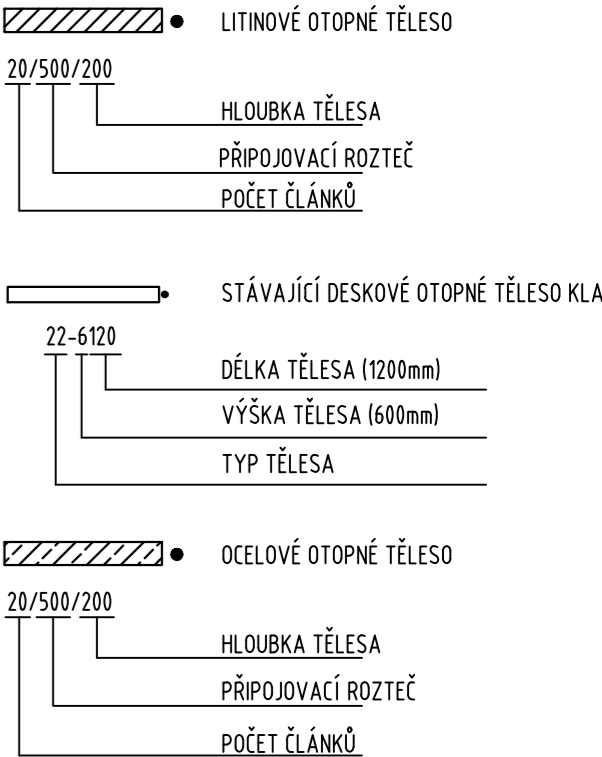 LITINOVÉ OTOPNÉ TĚLESO
20/500/200
HLOUBKA TĚLESA
PŘIPOJOVACÍ ROZTEČ
POČET ČLÁNKŮ
STÁVAJÍCÍ DESKOVÉ OTOPNÉ TĚLESO KLA
22-6120
DÉLKA TĚLESA (1200mm)
VÝŠKA TĚLESA (600mm)
TYP TĚLESA
OCELOVÉ OTOPNÉ TĚLESO
20/500/200
HLOUBKA TĚLESA
PŘIPOJOVACÍ ROZTEČ
POČET ČLÁNKŮ